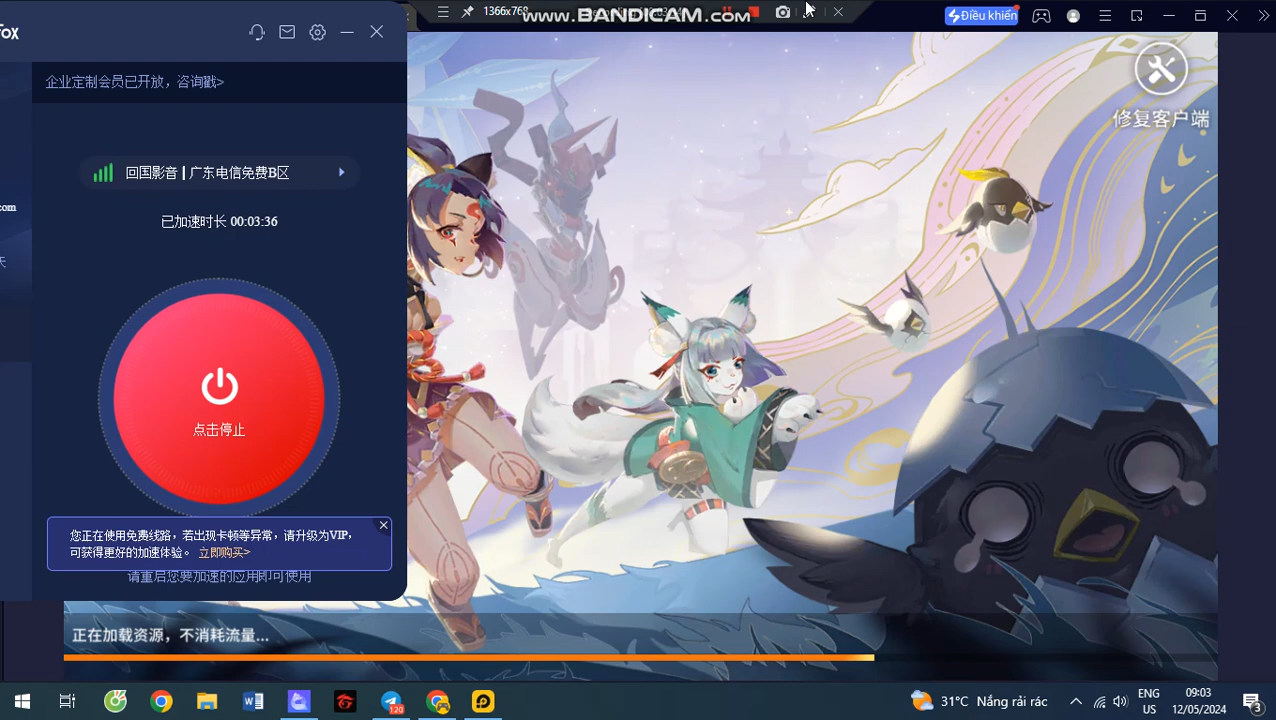 1366x768
www.BANDICAM.com
Điều khiển
ox
企业定制会员已开放，咨询戳>
修复客户端
回国影音 | 广东电信免费B区
com
已加速时长 00:03:36
天
点击停止
您正在使用免费线路，若出现卡顿等异常，请升级为VIP，
可获得更好的加速体验。 立即购买>
请重启您要加速的应用即可使用
正在加载资源，不消耗流量...
120
31°C Nắng rải rác
ENG
US
09:03
12/05/2024
3